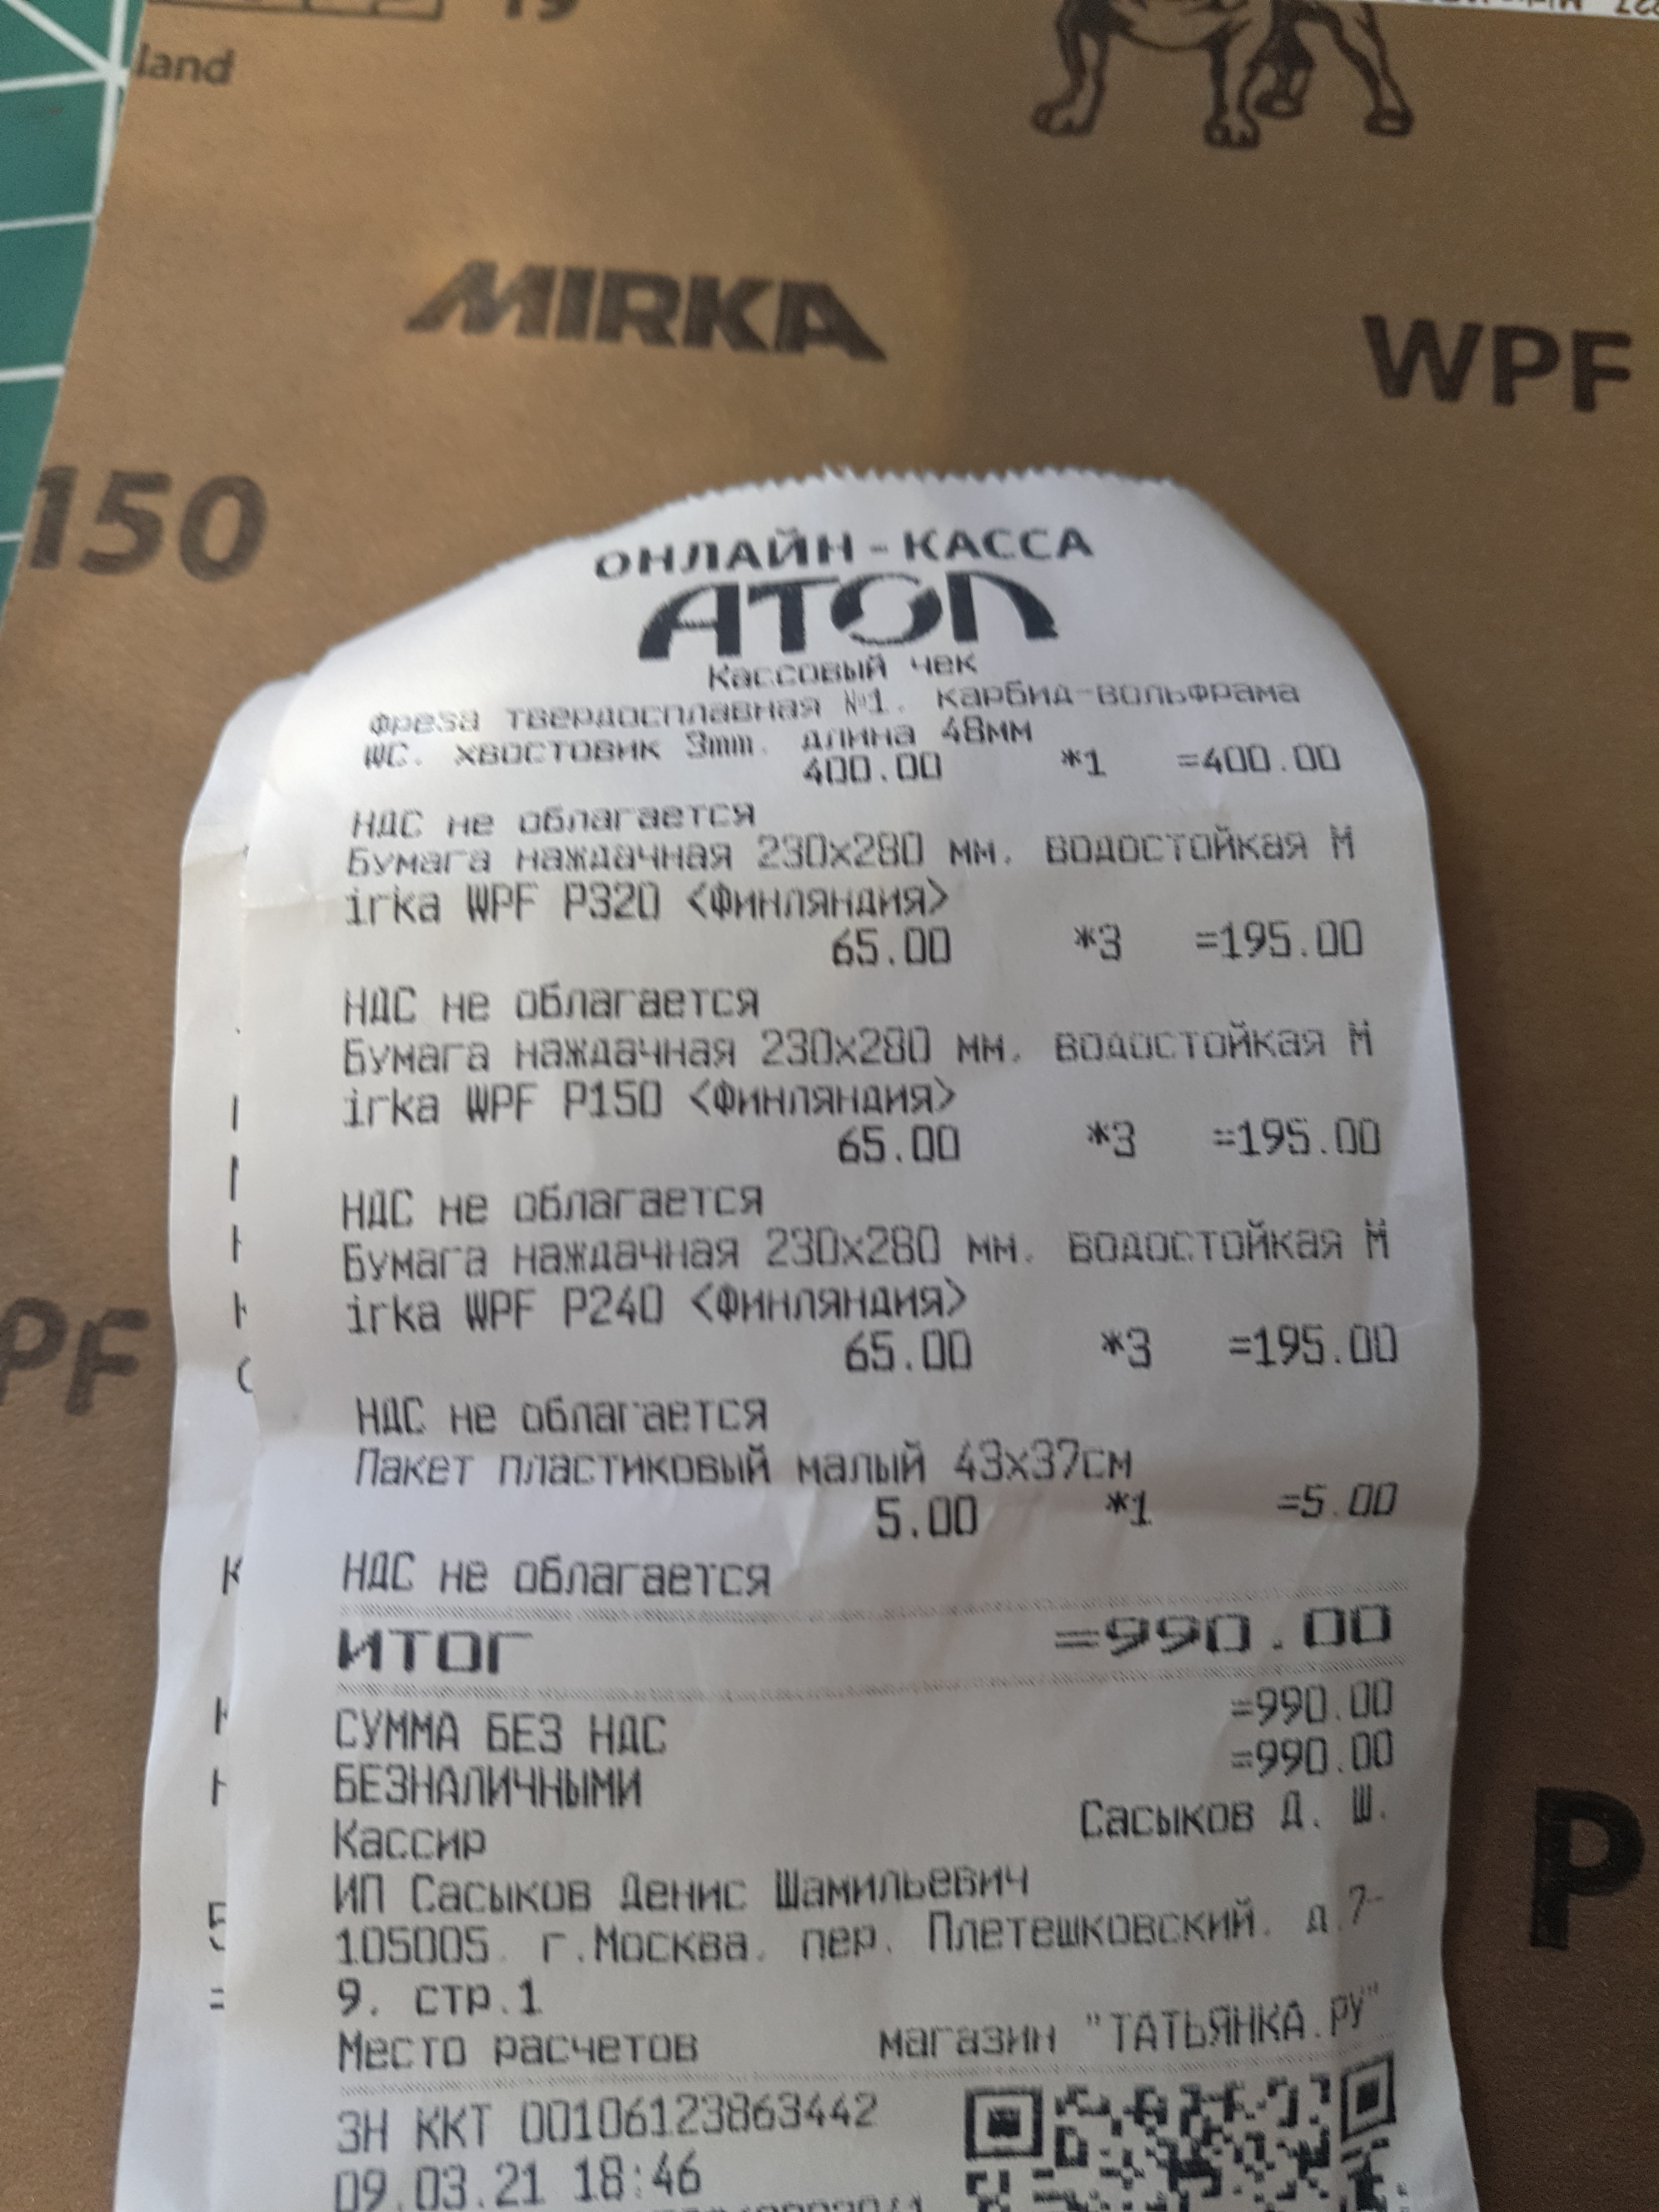 land
19
MIRKA
WPF
150
ОНЛАЙН-КАССА
АТОЛ
Кассовый чек
Фреза твердосплавная №1. карбид-вольфрама
WC. хвостовик 3mm. длина 48мм
400.00 *1 =400.00
НДС не облагается
Бумага наждачная 230x280 мм. водостойкая M
irka WPF P320 <Финляндия>
65.00 *3 =195.00
НДС не облагается
Бумага наждачная 230x280 мм. водостойкая M
irka WPF P150 <Финляндия>
65.00 *3 =195.00
НДС не облагается
Бумага наждачная 230x280 мм. водостойкая M
irka WPF P240 <Финляндия>
65.00 *3 =195.00
PF
НДС не облагается
Пакет пластиковый малый 43x37см
5.00 *1 =5.00
НДС не облагается
ИТОГ =990.00
СУММА БЕЗ НДС =990.00
БЕЗНАЛИЧНЫМИ =990.00
Кассир Сасыков Д. Ш.
P
ИП Сасыков Денис Шамильевич
105005. г.Москва. пер. Плетешковский. д.7-
9. стр.1
Место расчетов магазин "ТАТЬЯНКА.РУ"
ЗН ККТ 00106123863442
09.03.21 18:46